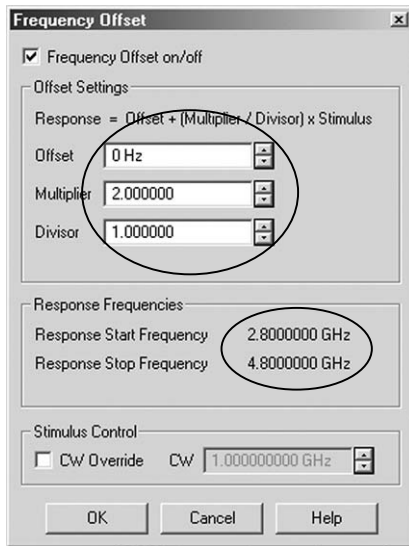 Frequency Offset
Frequency Offset on/off
Offset Settings
Response = Offset + (Multiplier / Divisor) x Stimulus
Offset 0 Hz
Multiplier 2.000000
Divisor 1.000000
Response Frequencies
Response Start Frequency 2.8000000 GHz
Response Stop Frequency 4.8000000 GHz
Stimulus Control
CW Override CW 1.000000000 GHz
OK Cancel Help